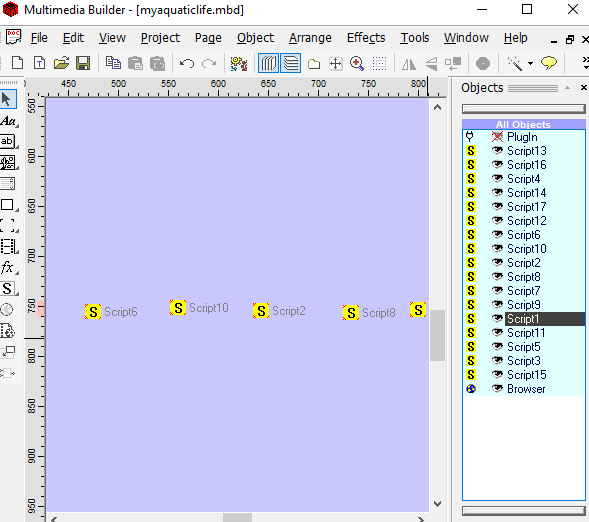 Multimedia Builder - [myaquaticlife.mbd]
File Edit View Project Page Object Arrange Effects Tools Window Help
450 500 550 600 650 700 750 800
Objects
All Objects
PlugIn
Script13
Script16
Script4
Script14
Script17
Script12
Script6
Script10
Script2
Script8
Script7
Script9
Script1
Script11
Script5
Script3
Script15
Browser
550
600
650
700
750
800
850
900
950
S Script6 S Script10 S Script2 S Script8 S
Aa
ab
fx
S